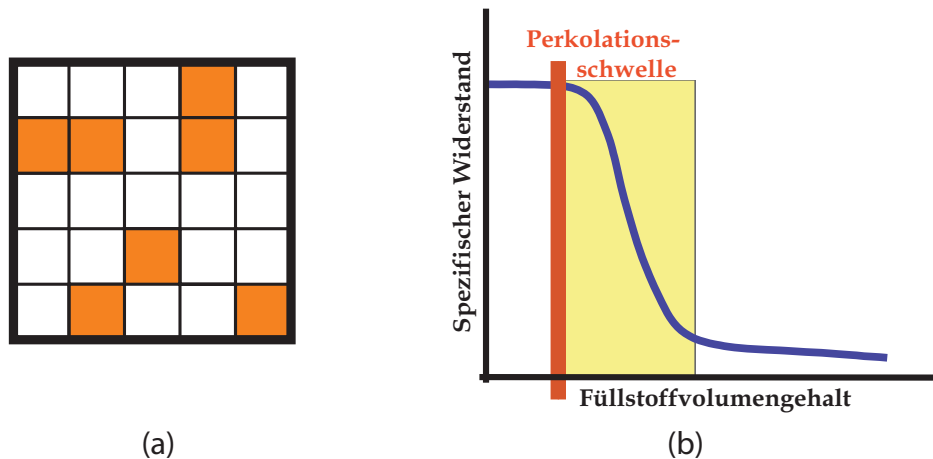 Perkolations-
schwelle
Spezifischer Widerstand
Füllstoffvolumengehalt
(a)
(b)